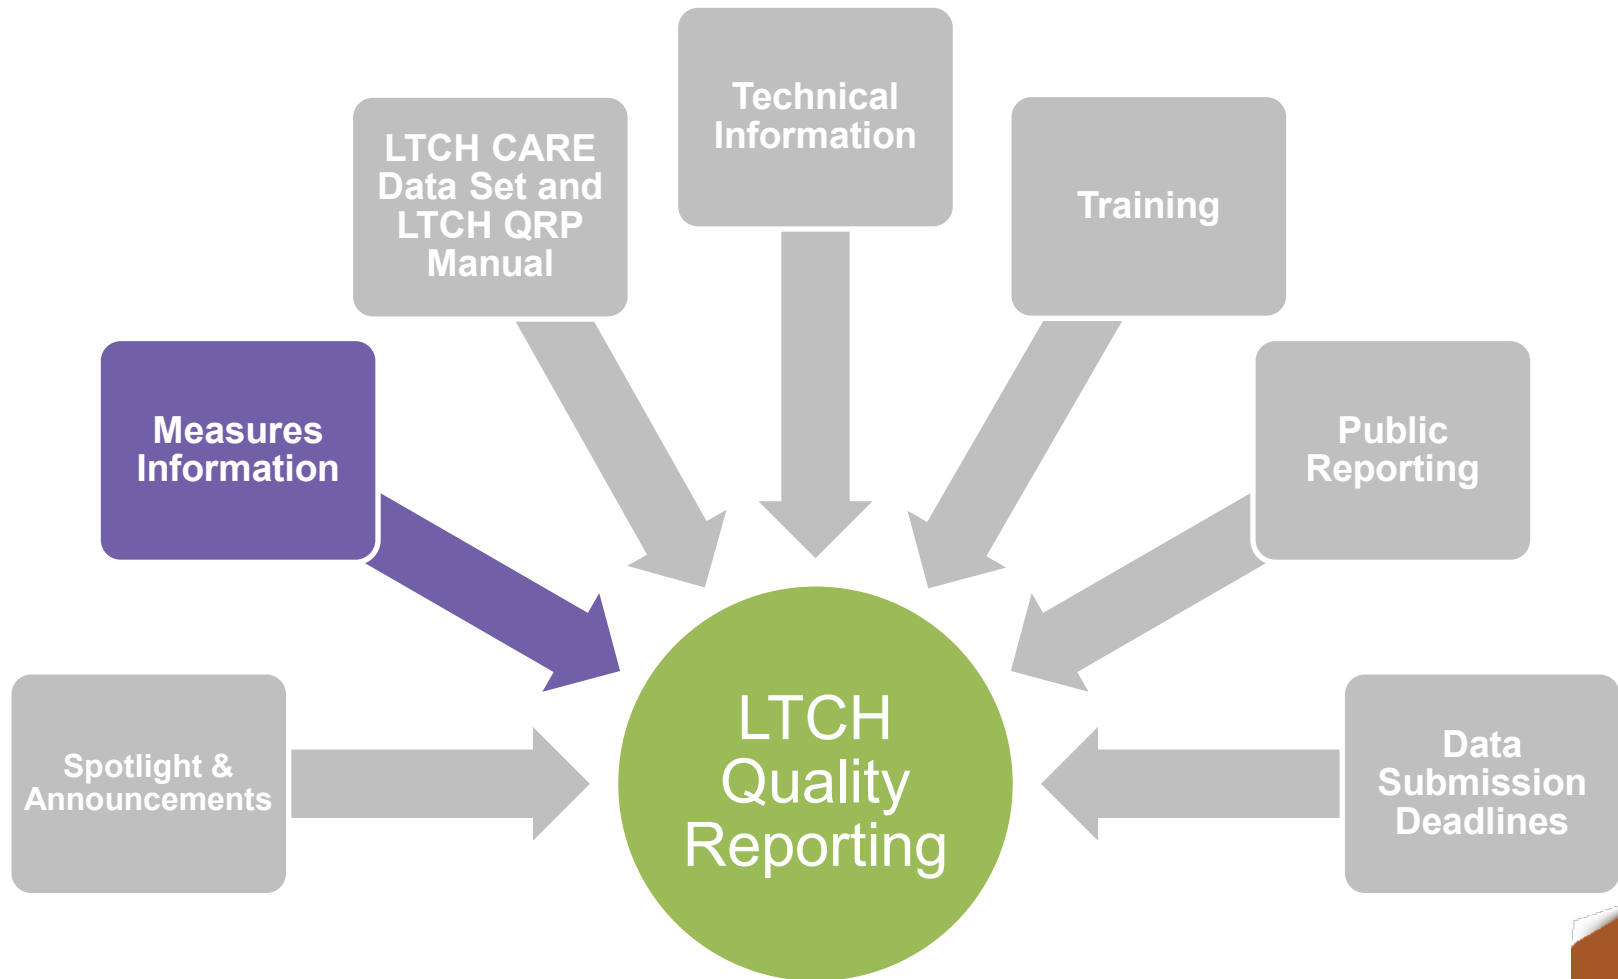 Technical
Information
LTCH CARE
Data Set and
LTCH QRP
Manual
Training
Measures
Information
Public
Reporting
Spotlight &
Announcements
LTCH
Quality
Reporting
Data
Submission
Deadlines